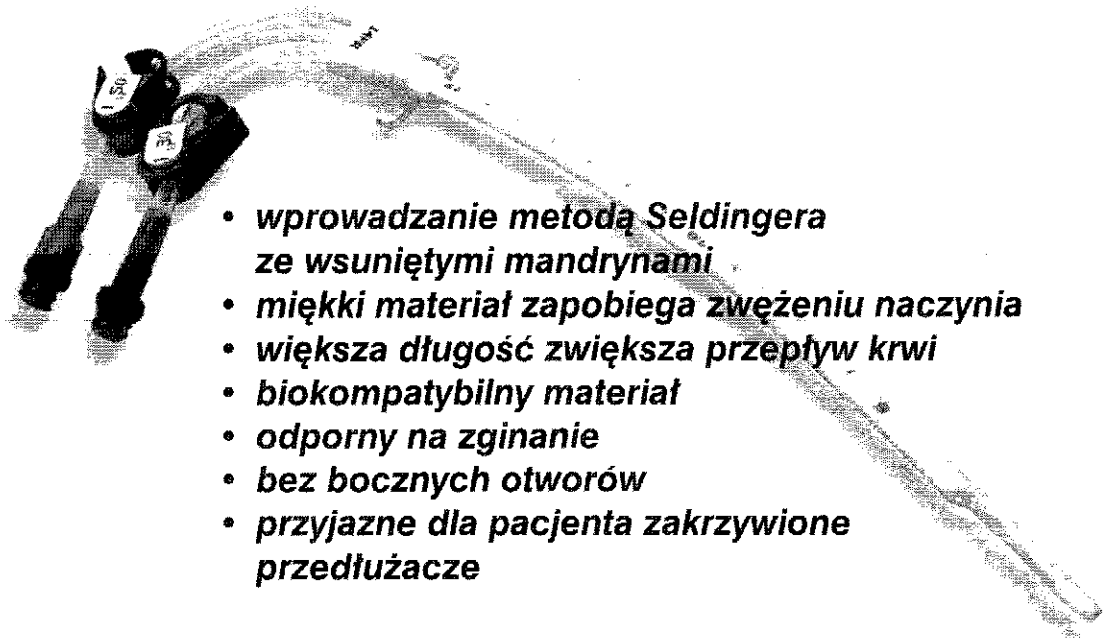 • wprowadzanie metodą Seldingera
ze wsuniętymi mandrynami
• miękki materiał zapobiega zwężeniu naczynia
• większa długość zwiększa przepływ krwi
• biokompatybilny materiał
• odporny na zginanie
• bez bocznych otworów
• przyjazne dla pacjenta zakrzywione
przedłużacze